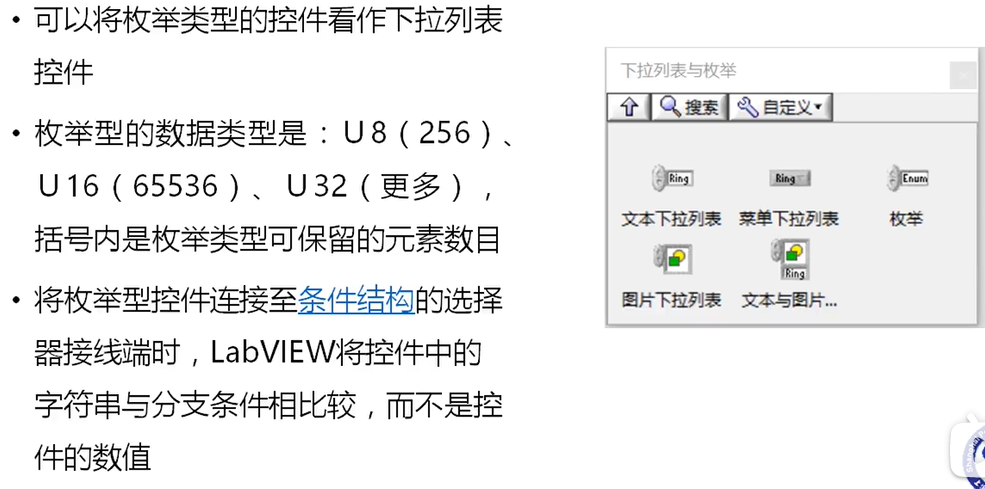 • 可以将枚举类型的控件看作下拉列表
控件
• 枚举型的数据类型是：U8（256）、
U16（65536）、U32（更多），
括号内是枚举类型可保留的元素数目
• 将枚举型控件连接至条件结构的选择
器接线端时，LabVIEW将控件中的
字符串与分支条件相比较，而不是控
件的数值
下拉列表与枚举
搜索 自定义
Ring Ring Enum
文本下拉列表 菜单下拉列表 枚举
Ring
图片下拉列表 文本与图片...